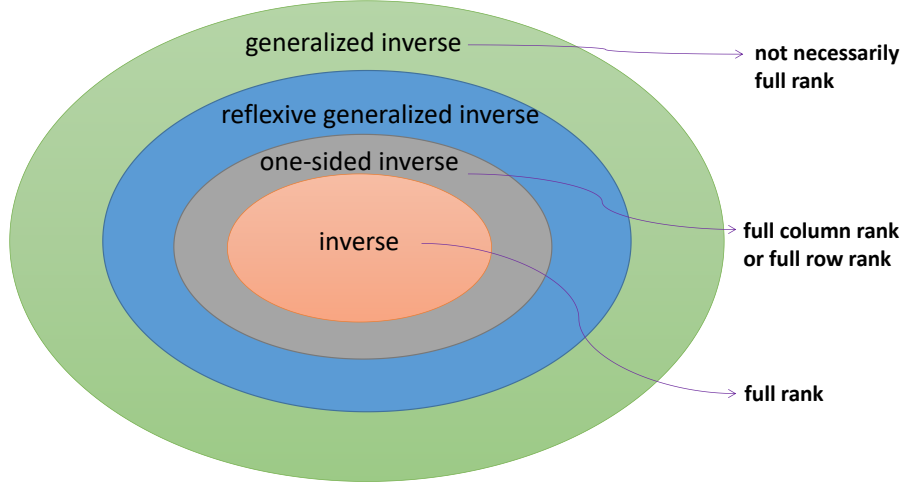 generalized inverse
not necessarily
full rank
reflexive generalized inverse
one-sided inverse
full column rank
or full row rank
inverse
full rank